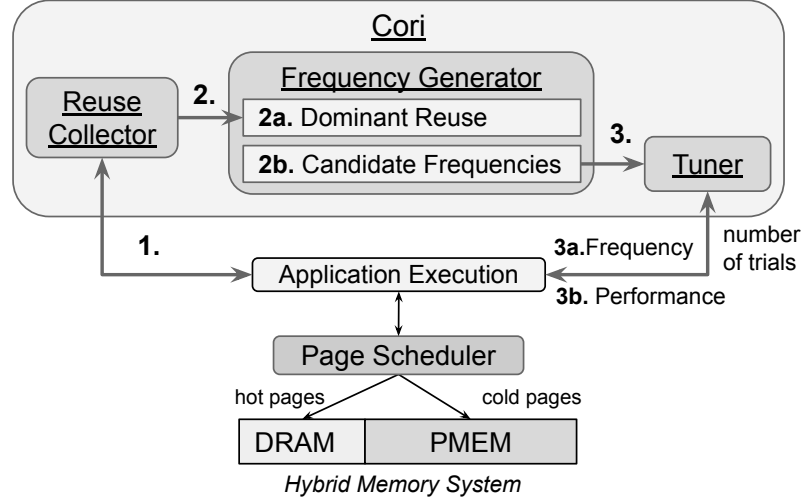 Cori
Frequency Generator
Reuse
Collector
2.
2a. Dominant Reuse
2b. Candidate Frequencies
3.
Tuner
1.
3a.Frequency
number
of trials
Application Execution
3b. Performance
Page Scheduler
hot pages
cold pages
DRAM
PMEM
Hybrid Memory System